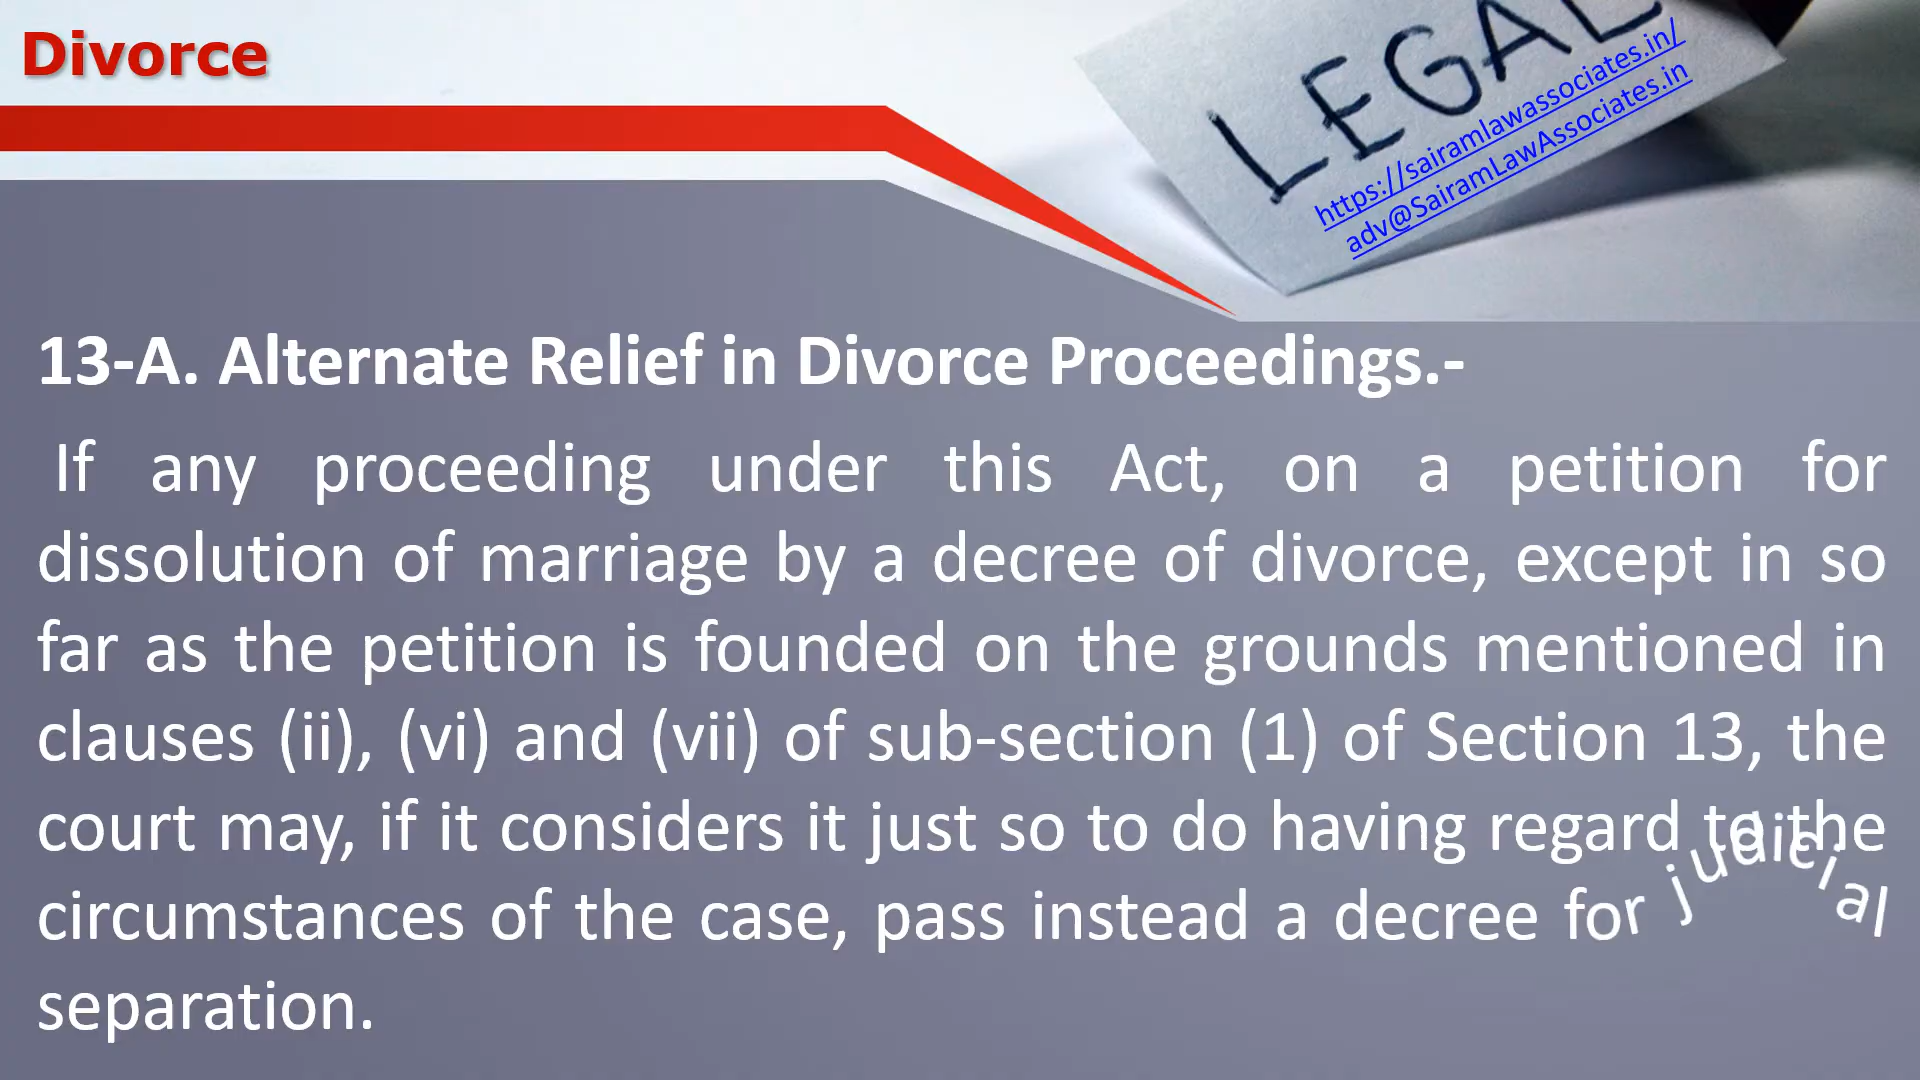 Divorce
LEGAL
https://sairamlawassociates.in/
adv@SairamLawAssociates.in
13-A. Alternate Relief in Divorce Proceedings.-
If any proceeding under this Act, on a petition for
dissolution of marriage by a decree of divorce, except in so
far as the petition is founded on the grounds mentioned in
clauses (ii), (vi) and (vii) of sub-section (1) of Section 13, the
court may, if it considers it just so to do having regard to the
circumstances of the case, pass instead a decree for judicial
separation.